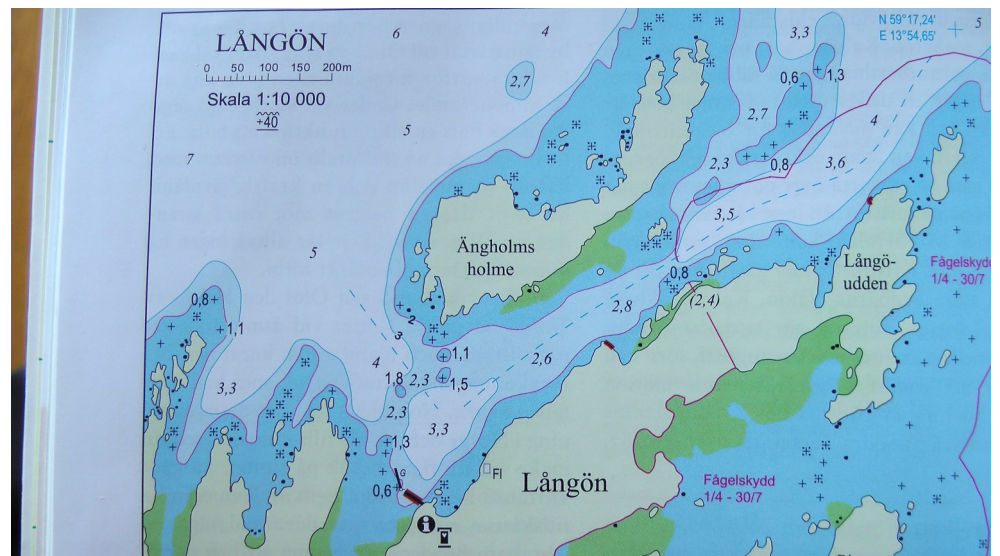 LÅNGÖN
0 50 100 150 200m
Skala 1:10 000
+40
N 59°17,24'
E 13°54,65'
5
6
4
3,3
2,7
0,6
1,3
2,7
5
4
7
2,3
0,8
3,6
3,5
5
Ängholms
holme
Långö-
udden
Fågelskydd
1/4 - 30/7
0,8
0,8
(2,4)
2,8
2
3
1,1
1,1
2,6
4
3,3
1,8
2,3
1,5
2,3
3,3
1,3
G
0,6
Fl
Långön
Fågelskydd
1/4 - 30/7
i